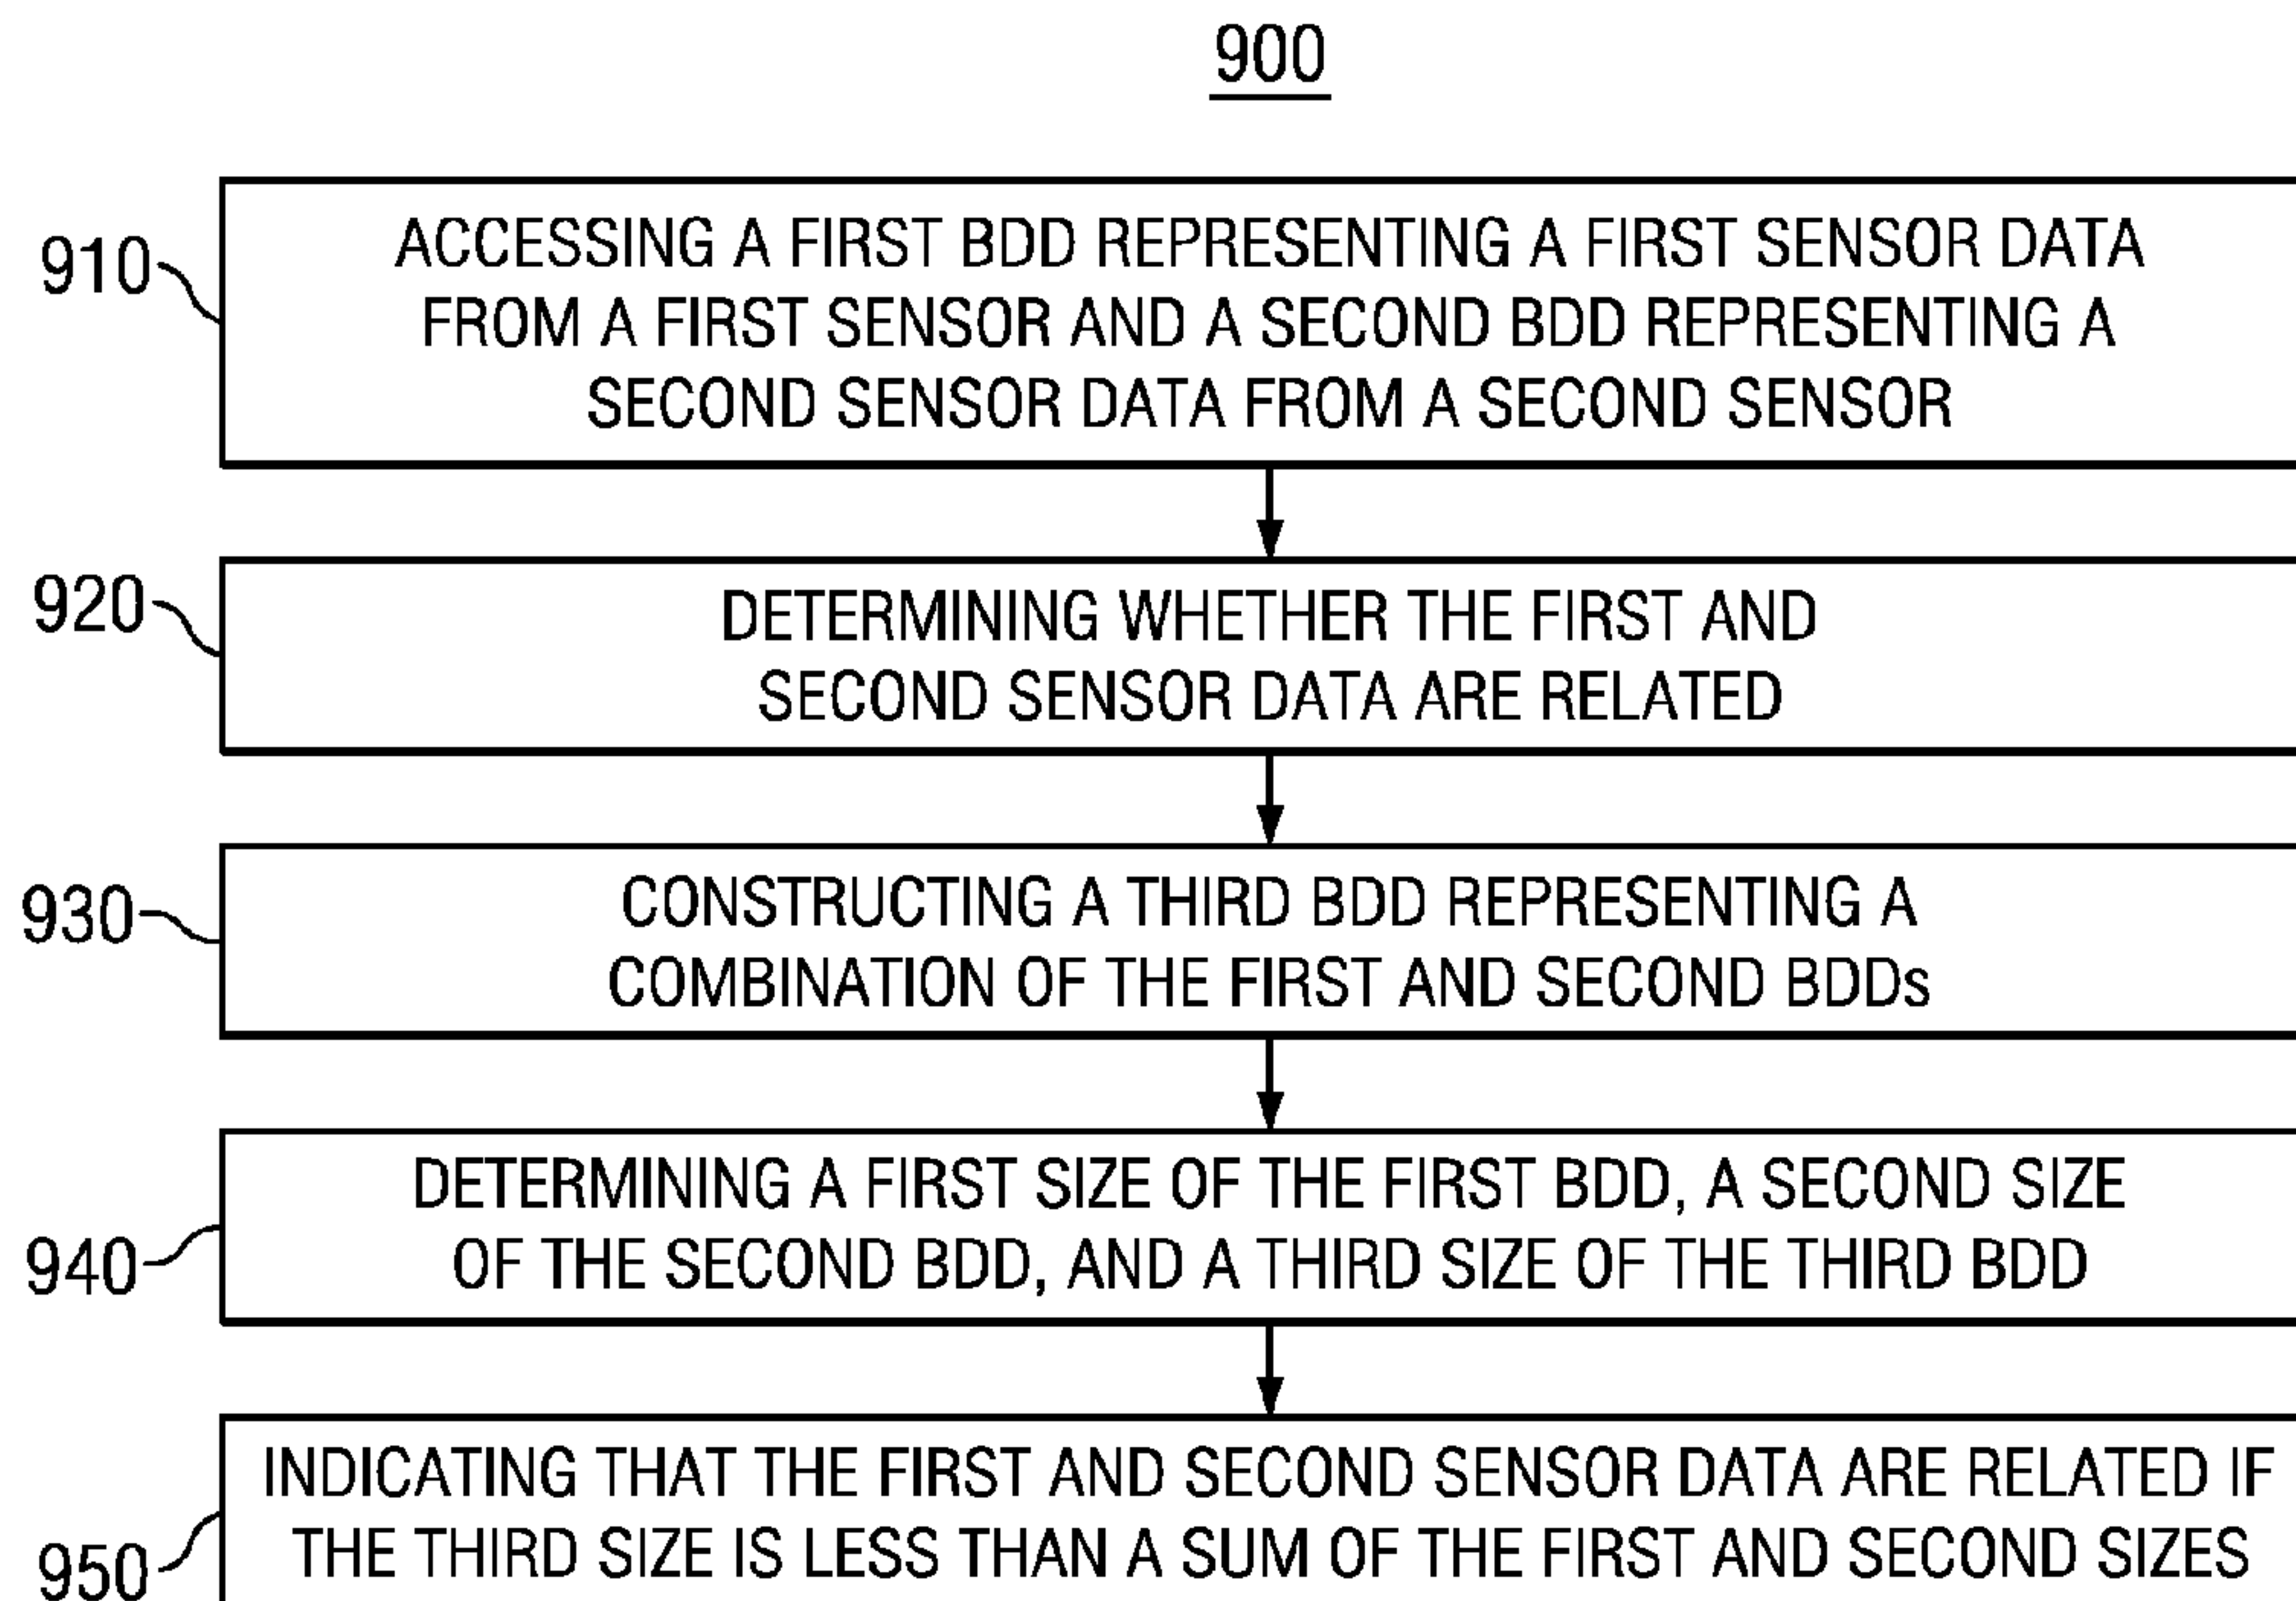 900
910
ACCESSING A FIRST BDD REPRESENTING A FIRST SENSOR DATA
FROM A FIRST SENSOR AND A SECOND BDD REPRESENTING A
SECOND SENSOR DATA FROM A SECOND SENSOR
920
DETERMINING WHETHER THE FIRST AND
SECOND SENSOR DATA ARE RELATED
930
CONSTRUCTING A THIRD BDD REPRESENTING A
COMBINATION OF THE FIRST AND SECOND BDDs
940
DETERMINING A FIRST SIZE OF THE FIRST BDD, A SECOND SIZE
OF THE SECOND BDD, AND A THIRD SIZE OF THE THIRD BDD
950
INDICATING THAT THE FIRST AND SECOND SENSOR DATA ARE RELATED IF
THE THIRD SIZE IS LESS THAN A SUM OF THE FIRST AND SECOND SIZES